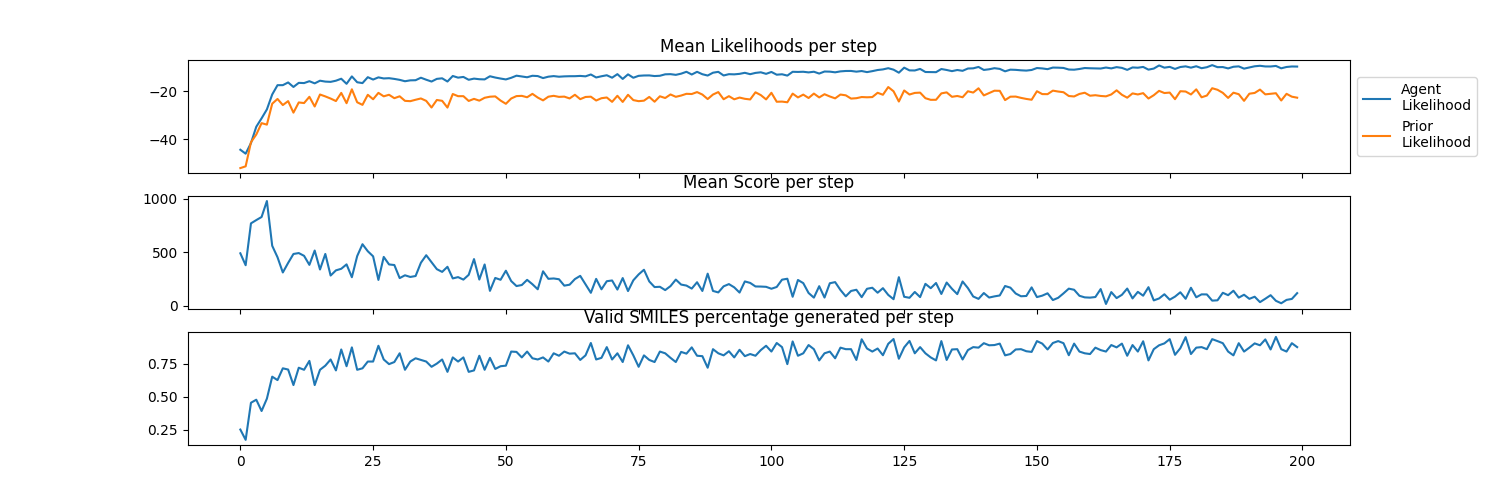 Mean Likelihoods per step
−20
−40
Agent
Likelihood
Prior
Likelihood
Mean Score per step
1000
500
0
Valid SMILES percentage generated per step
0.75
0.50
0.25
0 25 50 75 100 125 150 175 200